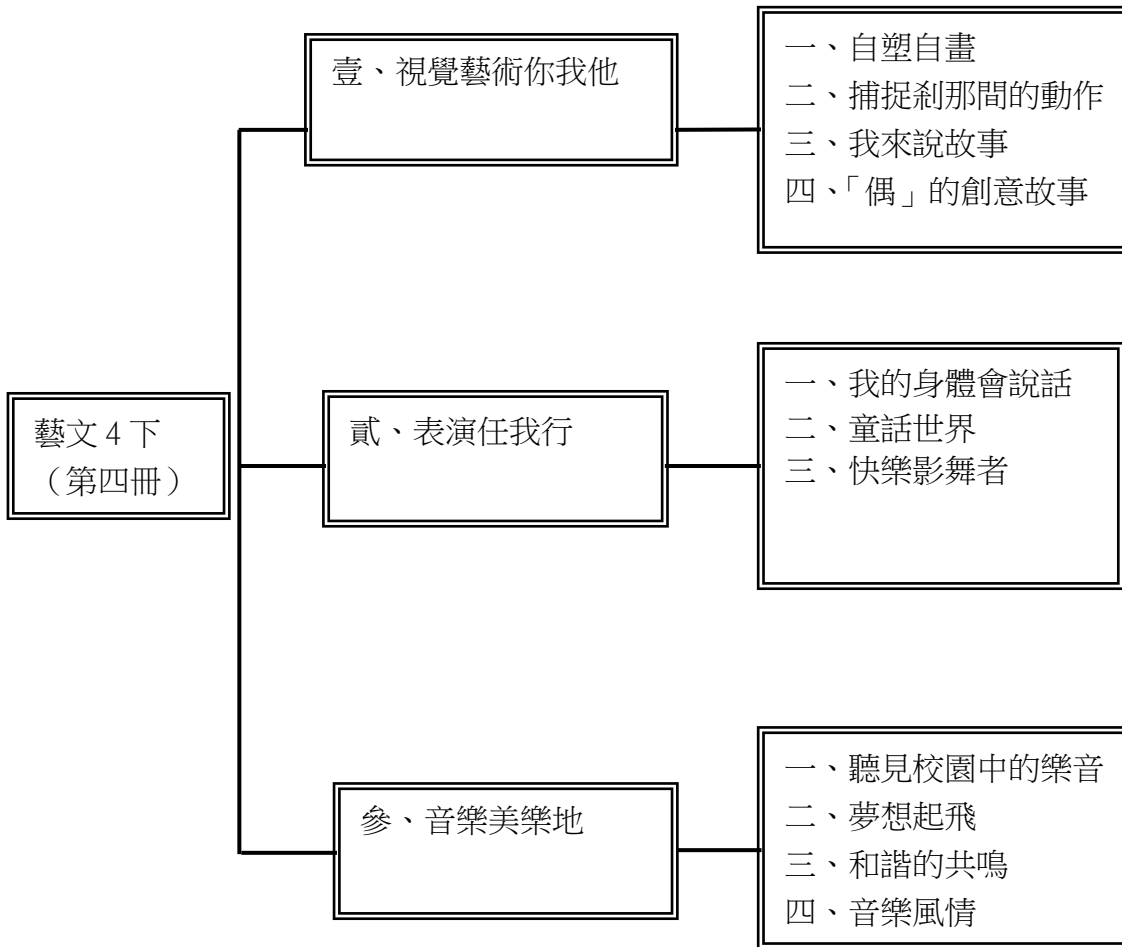 藝文 4 下
（第四冊）
壹、視覺藝術你我他
一、自塑自畫
二、捕捉剎那間的動作
三、我來說故事
四、「偶」的創意故事
貳、表演任我行
一、我的身體會說話
二、童話世界
三、快樂影舞者
參、音樂美樂地
一、聽見校園中的樂音
二、夢想起飛
三、和諧的共鳴
四、音樂風情